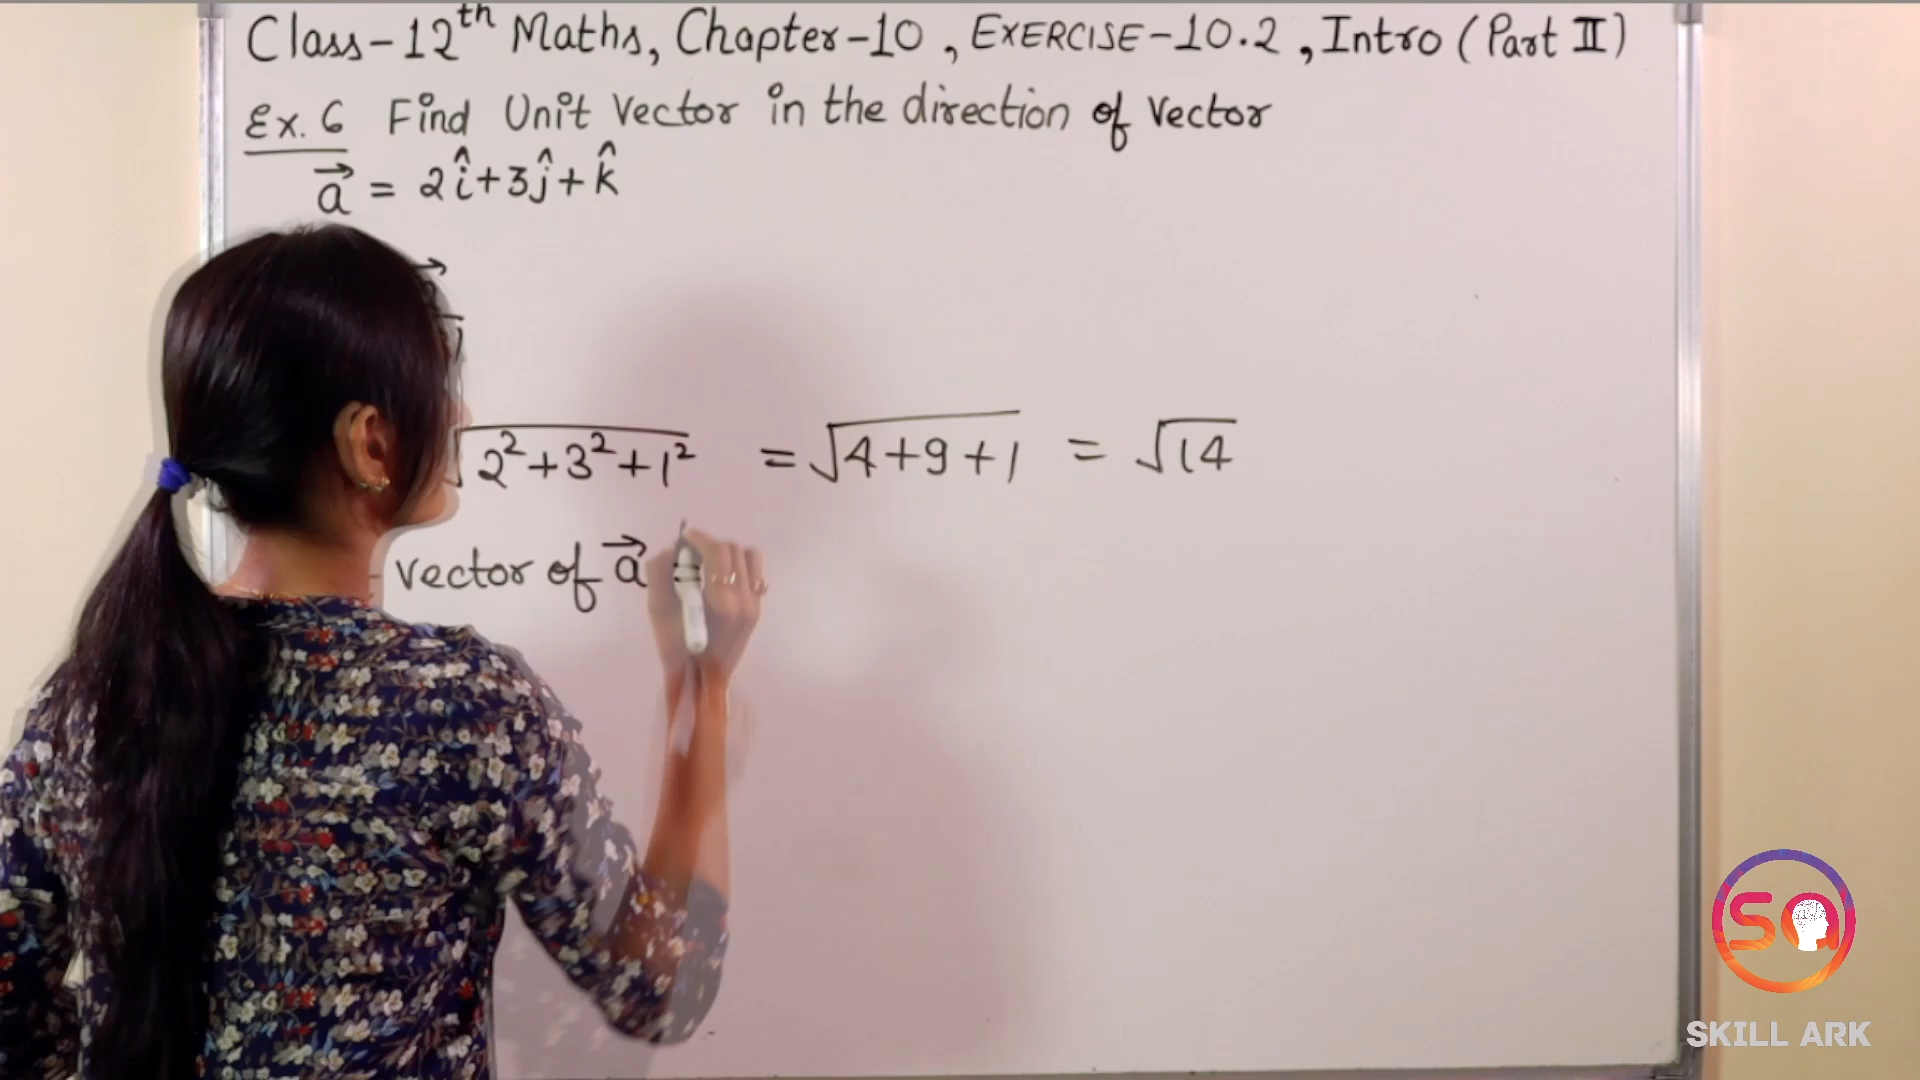 Class-12th Maths, Chapter-10, EXERCISE-10.2, Intro (Part II)
Ex. 6 Find Unit Vector in the direction of Vector
a⃗ = 2î+3ĵ+k̂
√2²+3²+1² = √4+9+1 = √14
vector of a⃗ =
SA
SKILL ARK